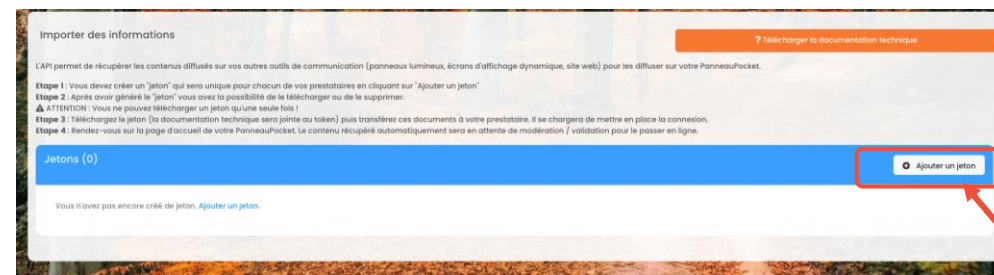 Importer des informations
? Télécharger la documentation technique
L'API permet de récupérer les contenus diffusés sur vos autres outils de communication (panneaux lumineux, écrans d'affichage dynamique, site web) pour les diffuser sur votre PanneauPocket.
Etape 1 : Vous devez créer un "jeton" qui sera unique pour chacun de vos prestataires en cliquant sur "Ajouter un jeton"
Etape 2 : Après avoir généré le "jeton" vous avez la possibilité de le télécharger ou de le supprimer.
⚠ ATTENTION : Vous ne pouvez télécharger un jeton qu'une seule fois !
Etape 3 : Téléchargez le jeton (la documentation technique sera jointe au token) puis transférez ces documents à votre prestataire. Il se chargera de mettre en place la connexion.
Etape 4 : Rendez-vous sur la page d'accueil de votre PanneauPocket. Le contenu récupéré automatiquement sera en attente de modération / validation pour le passer en ligne.
Jetons (0)
Ajouter un jeton
Vous n'avez pas encore créé de jeton. Ajouter un jeton.